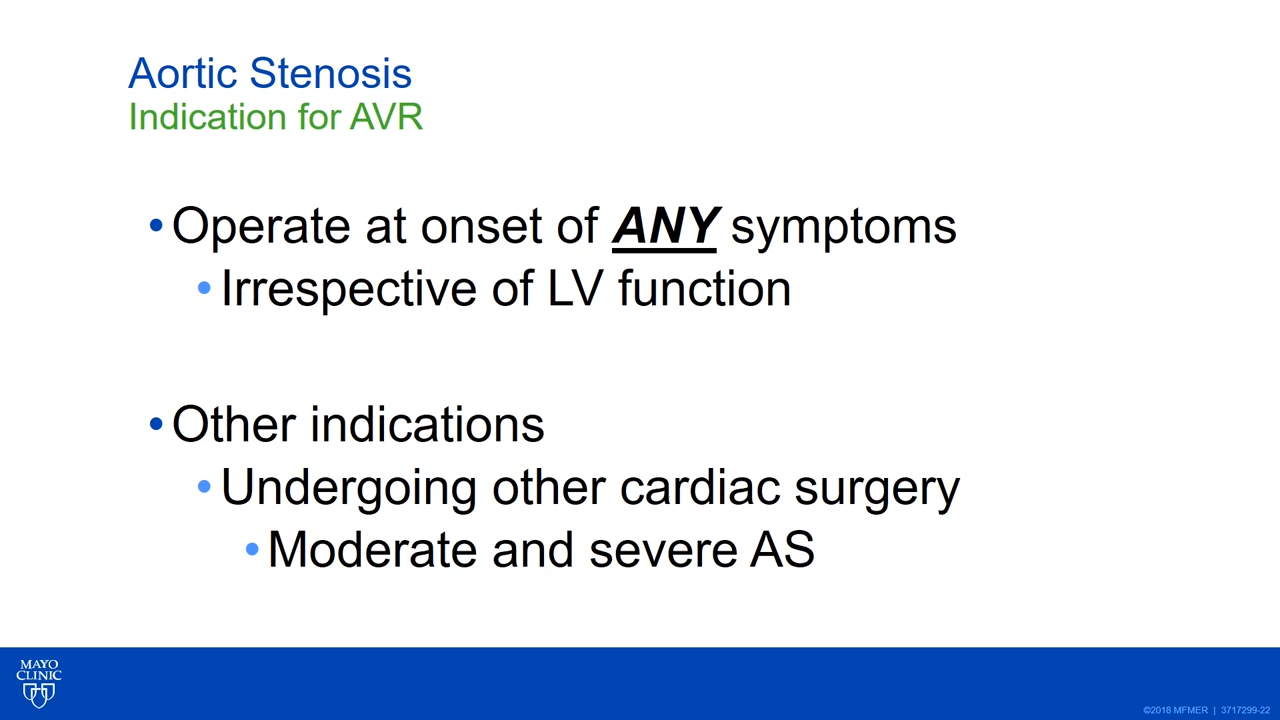 Aortic Stenosis
Indication for AVR
• Operate at onset of ANY symptoms
• Irrespective of LV function
• Other indications
• Undergoing other cardiac surgery
• Moderate and severe AS
MAYO
CLINIC
©2018 MFMER | 3717299-22